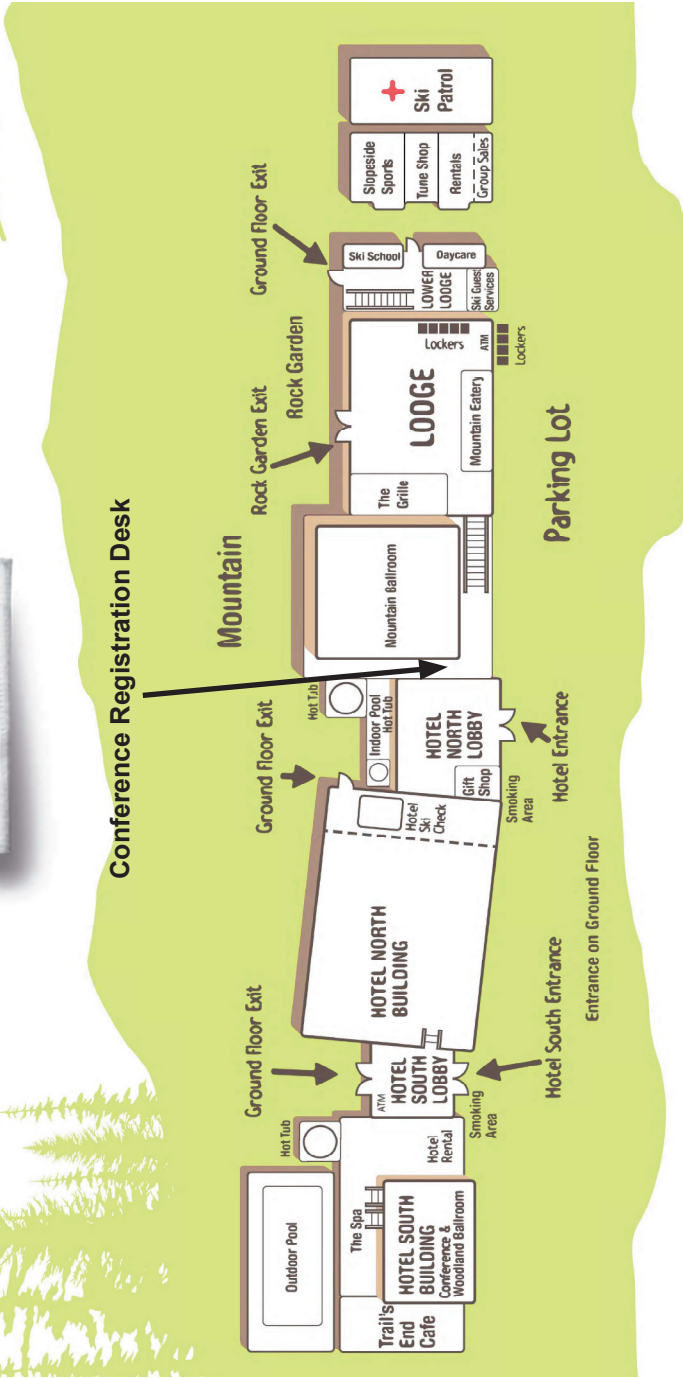 Conference Registration Desk
Mountain
Rock Garden
Parking Lot
Outdoor Pool
Hot Tub
Ground Floor Exit
Ground Floor Exit
Hot Tub
Rock Garden Exit
Ground Floor Exit
Trail's
End
Cafe
The Spa
HOTEL SOUTH
BUILDING
Conference &
Woodland Ballroom
Hotel
Rental
ATM
HOTEL
SOUTH
LOBBY
Smoking
Area
Hotel South Entrance
Entrance on Ground Floor
HOTEL NORTH
BUILDING
Hotel
Ski
Check
Indoor Pool
Hot Tub
HOTEL
NORTH
LOBBY
Gift
Shop
Smoking
Area
Hotel Entrance
Mountain Ballroom
The
Grille
LODGE
Mountain Eatery
Lockers
ATM
Lockers
Ski School
Daycare
LOWER
LODGE
Ski Guest
Services
Slopeside
Sports
Tune Shop
Rentals
Group Sales
Ski
Patrol